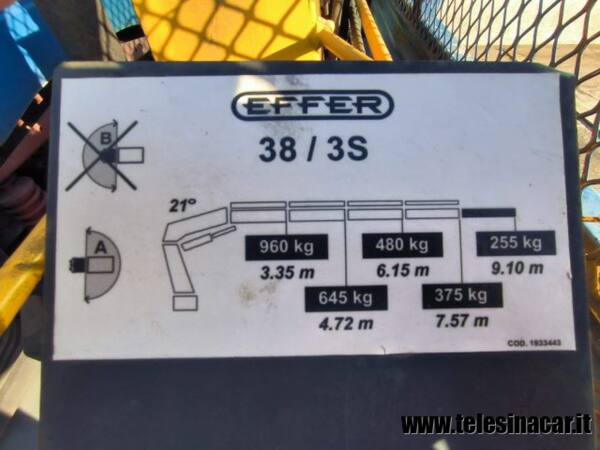 EFFER
38 / 3S
B
A
21°
960 kg
3.35 m
480 kg
6.15 m
255 kg
9.10 m
645 kg
4.72 m
375 kg
7.57 m
COD. 1933443
www.telesinacar.it